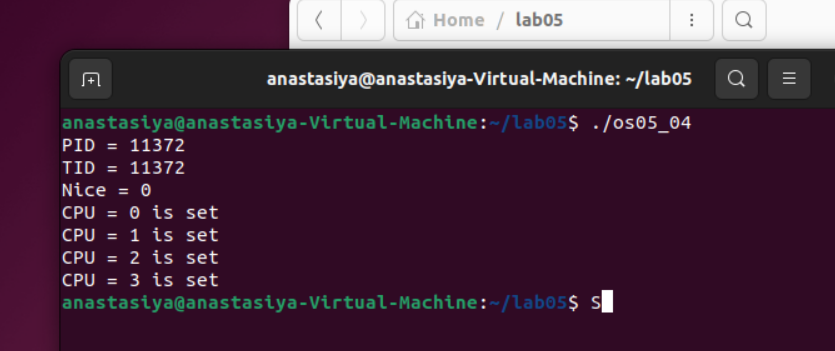 Home / lab05
anastasiya@anastasiya-Virtual-Machine: ~/lab05
anastasiya@anastasiya-Virtual-Machine:~/lab05$ ./os05_04
PID = 11372
TID = 11372
Nice = 0
CPU = 0 is set
CPU = 1 is set
CPU = 2 is set
CPU = 3 is set
anastasiya@anastasiya-Virtual-Machine:~/lab05$ S